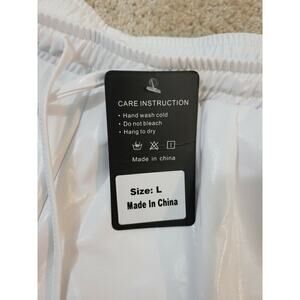 CARE INSTRUCTION
• Hand wash cold
• Do not bleach
• Hang to dry
Made in china
Size: L
Made In China